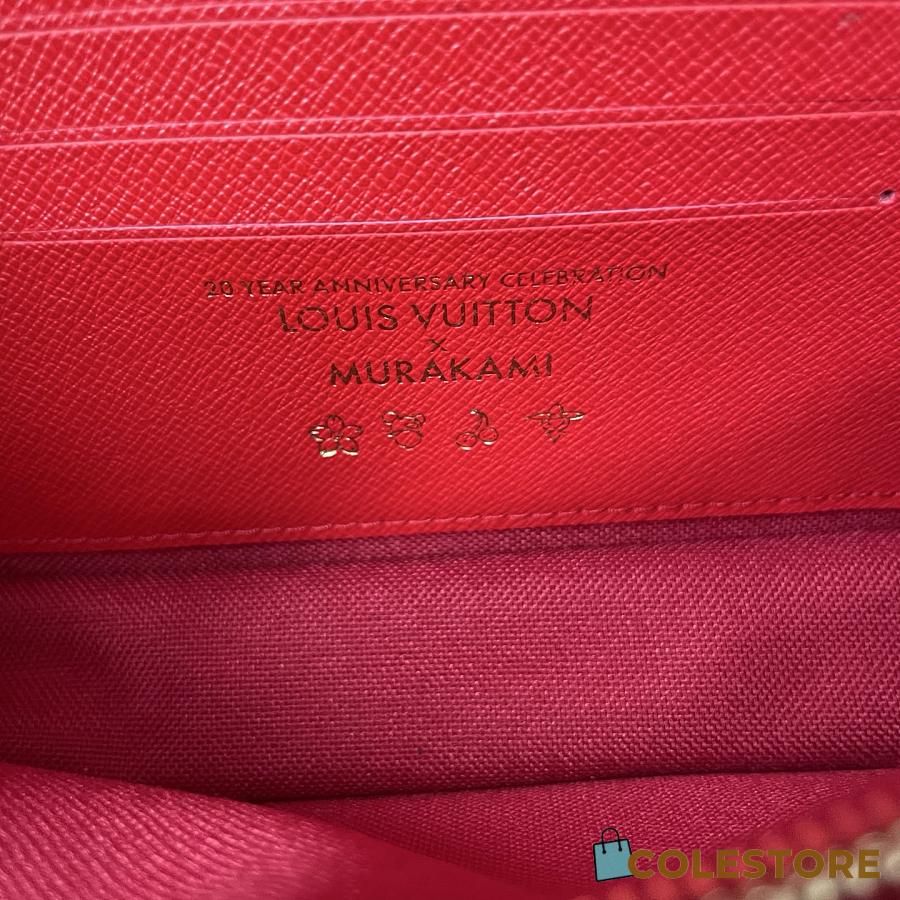 20 YEAR ANNIVERSARY CELEBRATION
LOUIS VUITTON
×
MURAKAMI
COLESTORE